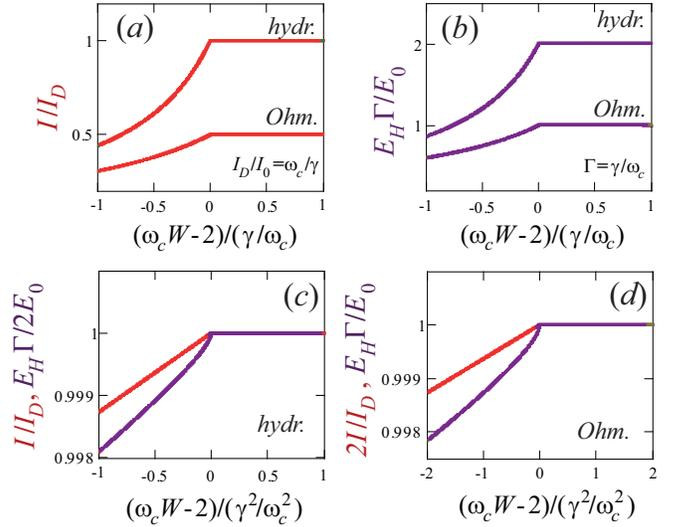 (a)
hydr.
1
I/I_D
Ohm.
0.5
I_D/I_0=ω_c/γ
-1 -0.5 0 0.5 1
(ω_cW-2)/(γ/ω_c)
(b)
hydr.
2
E_HΓ/E_0
Ohm.
1
Γ=γ/ω_c
-1 -0.5 0 0.5 1
(ω_cW-2)/(γ/ω_c)
(c)
1
I/I_D, E_HΓ/2E_0
0.999
hydr.
0.998
-1 -0.5 0 0.5 1
(ω_cW-2)/(γ²/ω_c²)
(d)
1
2I/I_D, E_HΓ/E_0
0.999
0.998
Ohm.
-2 -1 0 1 2
(ω_cW-2)/(γ²/ω_c²)